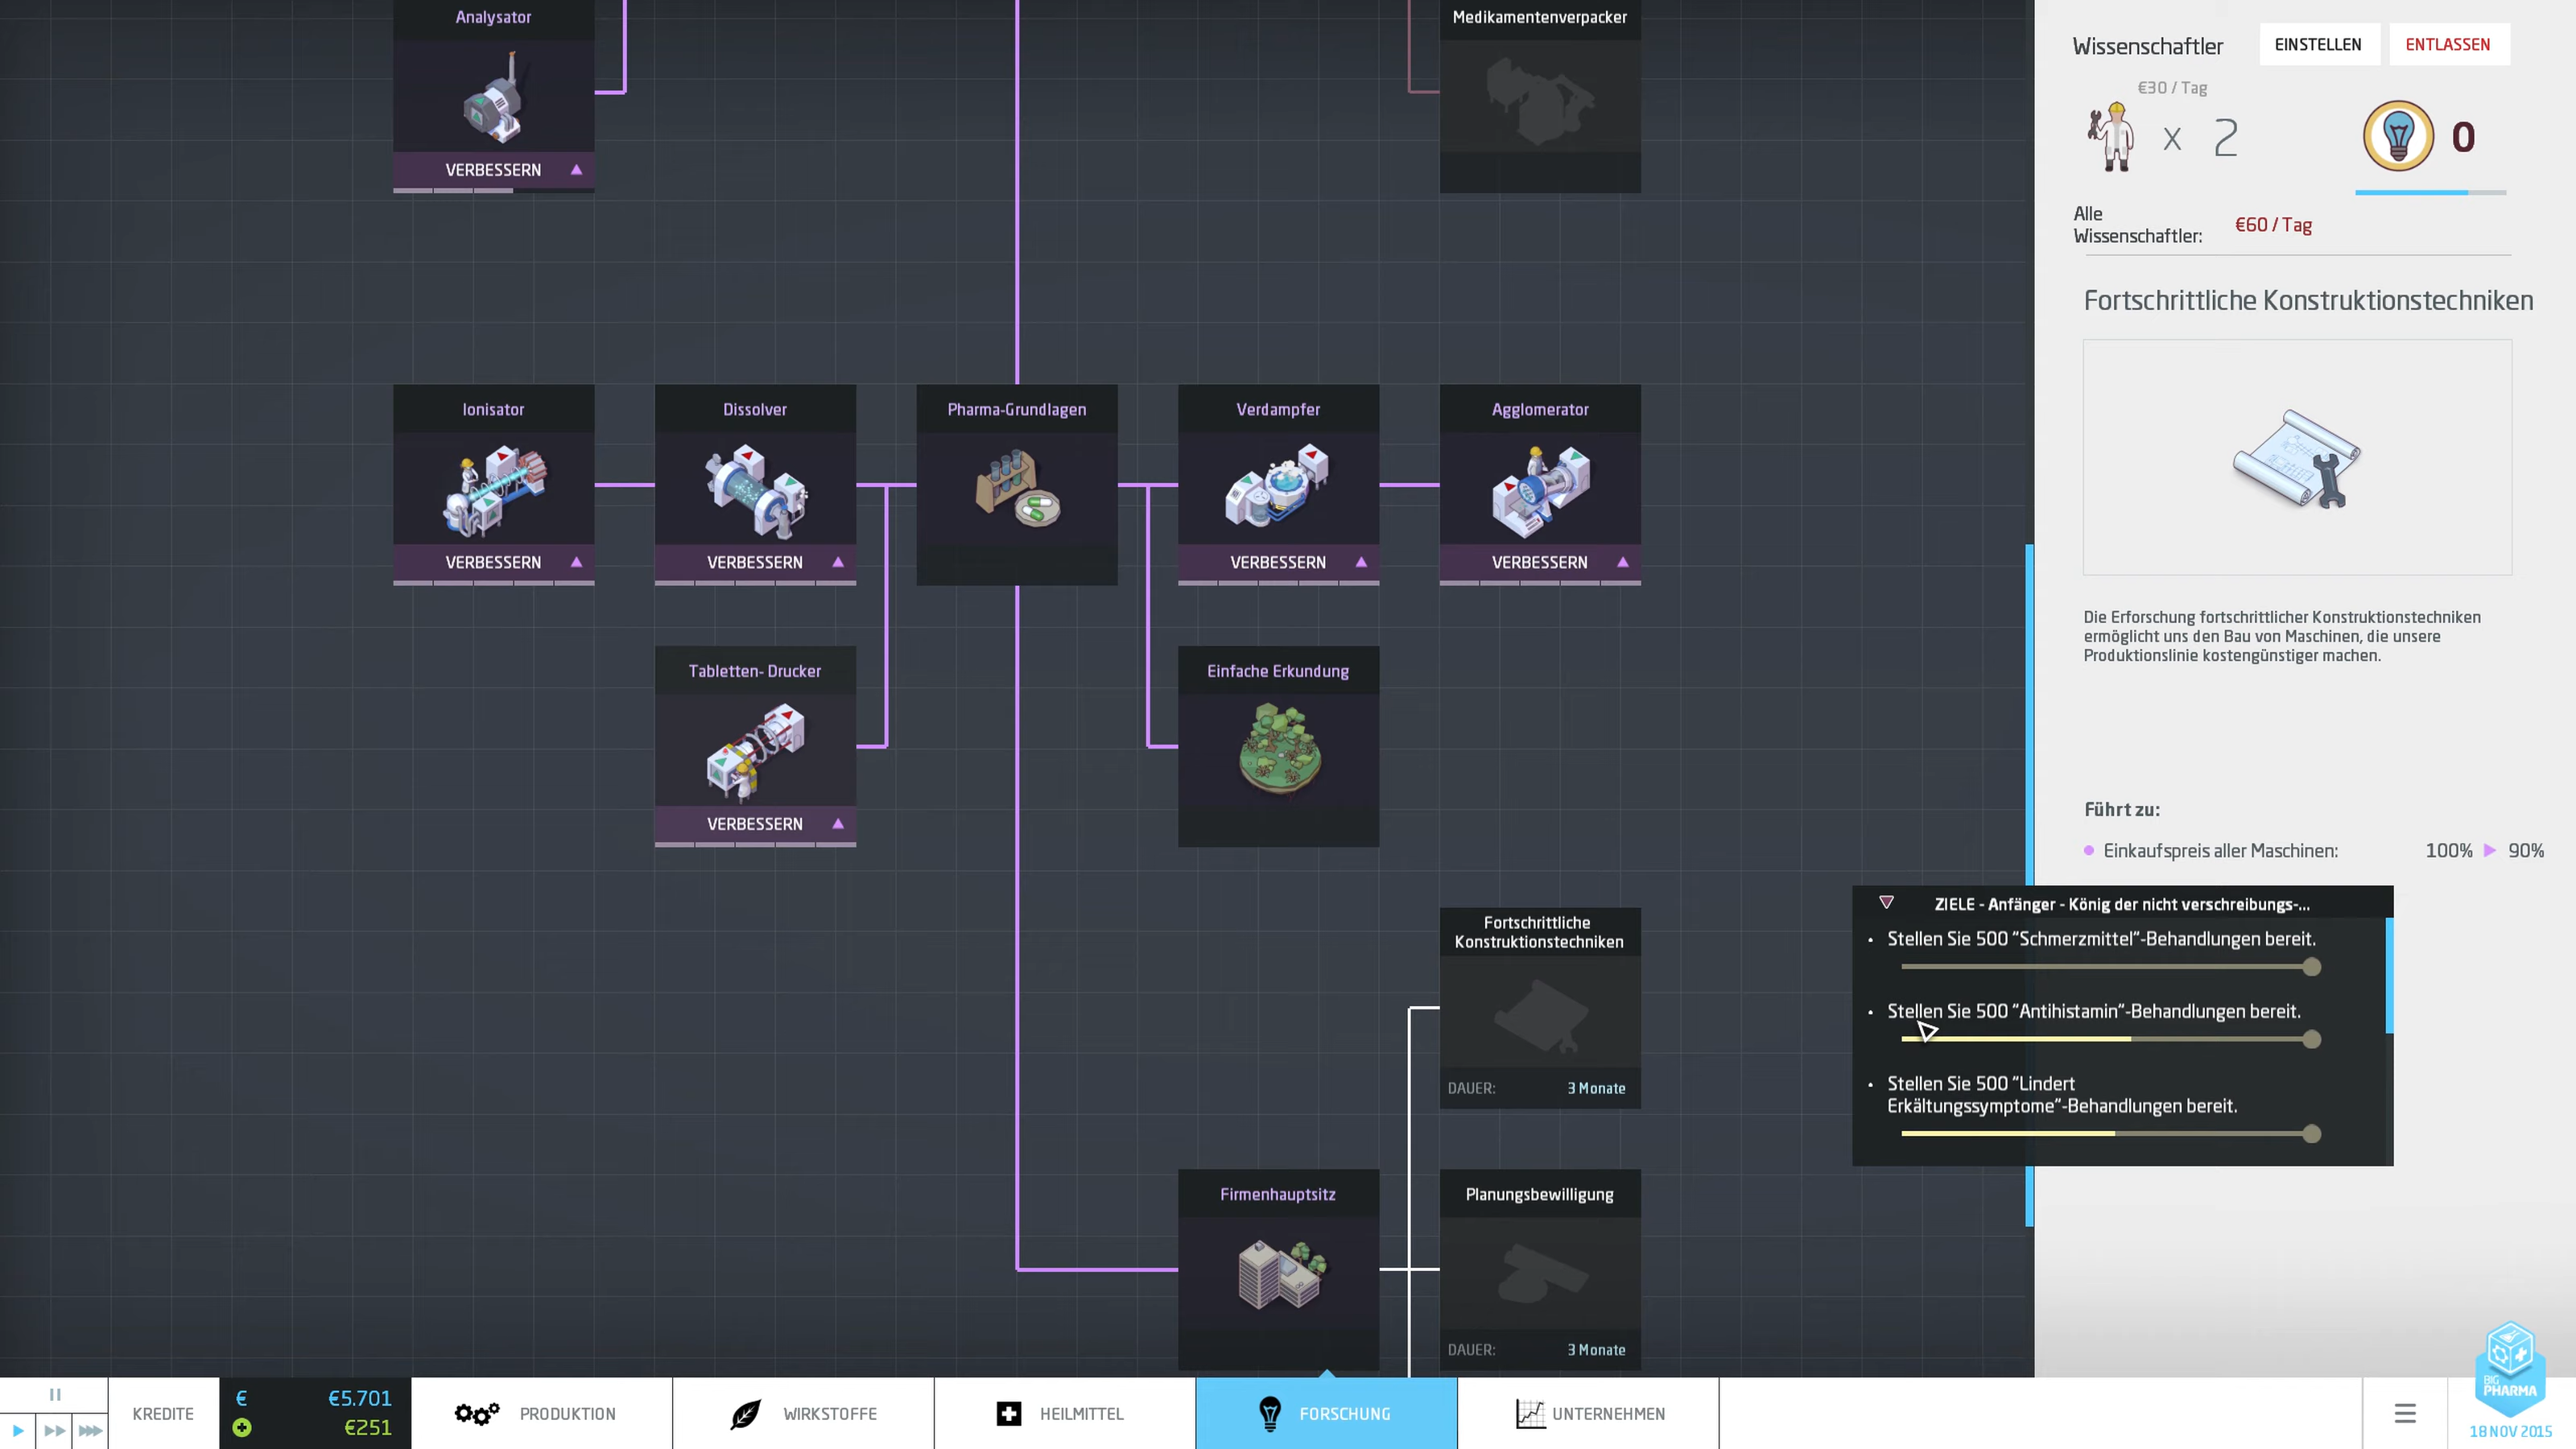 Analysator
VERBESSERN
Medikamentenverpacker
Wissenschaftler
EINSTELLEN
ENTLASSEN
€30 / Tag
X 2
0
Alle
Wissenschaftler:
€60 / Tag
Fortschrittliche Konstruktionstechniken
Ionisator
Dissolver
Pharma-Grundlagen
Verdampfer
Agglomerator
VERBESSERN
VERBESSERN
VERBESSERN
VERBESSERN
Die Erforschung fortschrittlicher Konstruktionstechniken
ermöglicht uns den Bau von Maschinen, die unsere
Produktionslinie kostengünstiger machen.
Tabletten- Drucker
Einfache Erkundung
VERBESSERN
Führt zu:
Einkaufspreis aller Maschinen: 100% 90%
ZIELE - Anfänger - König der nicht verschreibungs-...
• Stellen Sie 500 "Schmerzmittel"-Behandlungen bereit.
• Stellen Sie 500 "Antihistamin"-Behandlungen bereit.
• Stellen Sie 500 "Lindert
Erkältungssymptome"-Behandlungen bereit.
Fortschrittliche
Konstruktionstechniken
DAUER: 3 Monate
Firmenhauptsitz
Planungsbewilligung
DAUER: 3 Monate
KREDITE
€ €5.701
€251
PRODUKTION
WIRKSTOFFE
HEILMITTEL
FORSCHUNG
UNTERNEHMEN
BIG
PHARMA
18 NOV 2015